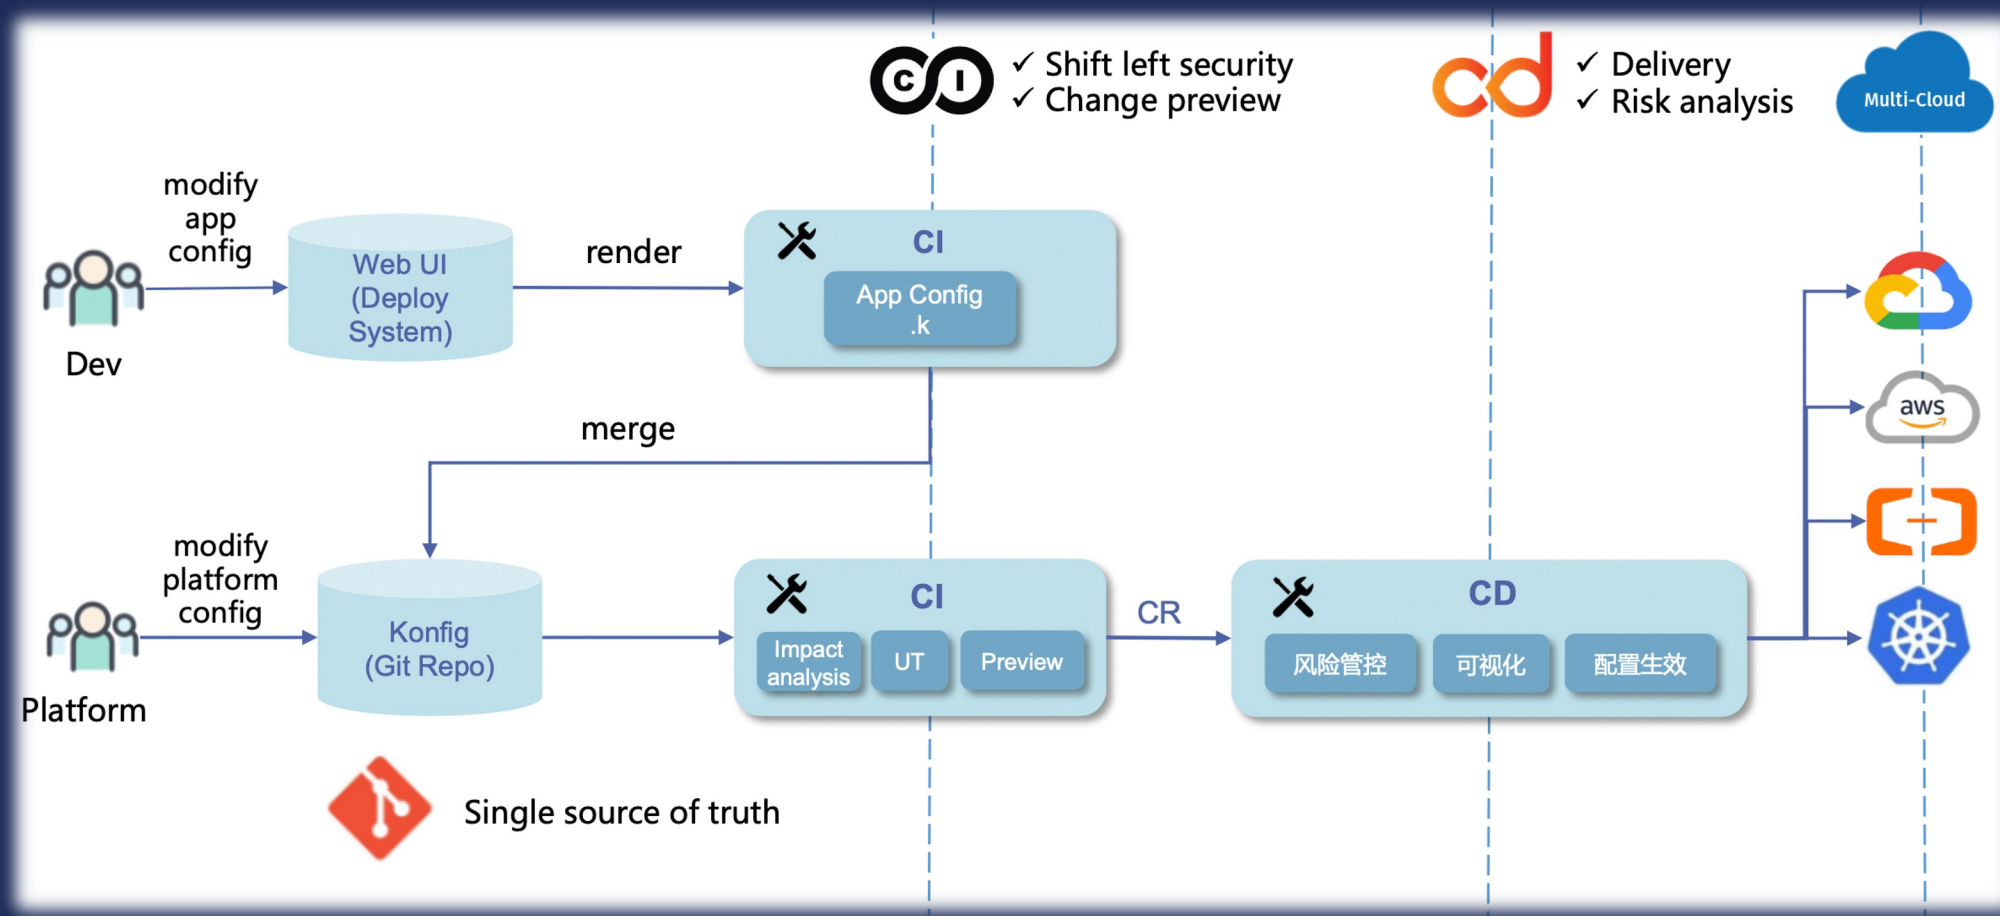 CI
✓ Shift left security
✓ Change preview
cd
✓ Delivery
✓ Risk analysis
Multi-Cloud
modify
app
config
Dev
Web UI
(Deploy
System)
render
CI
App Config
.k
aws
merge
modify
platform
config
Platform
Konfig
(Git Repo)
CI
Impact
analysis
UT
Preview
CR
CD
风险管控
可视化
配置生效
Single source of truth